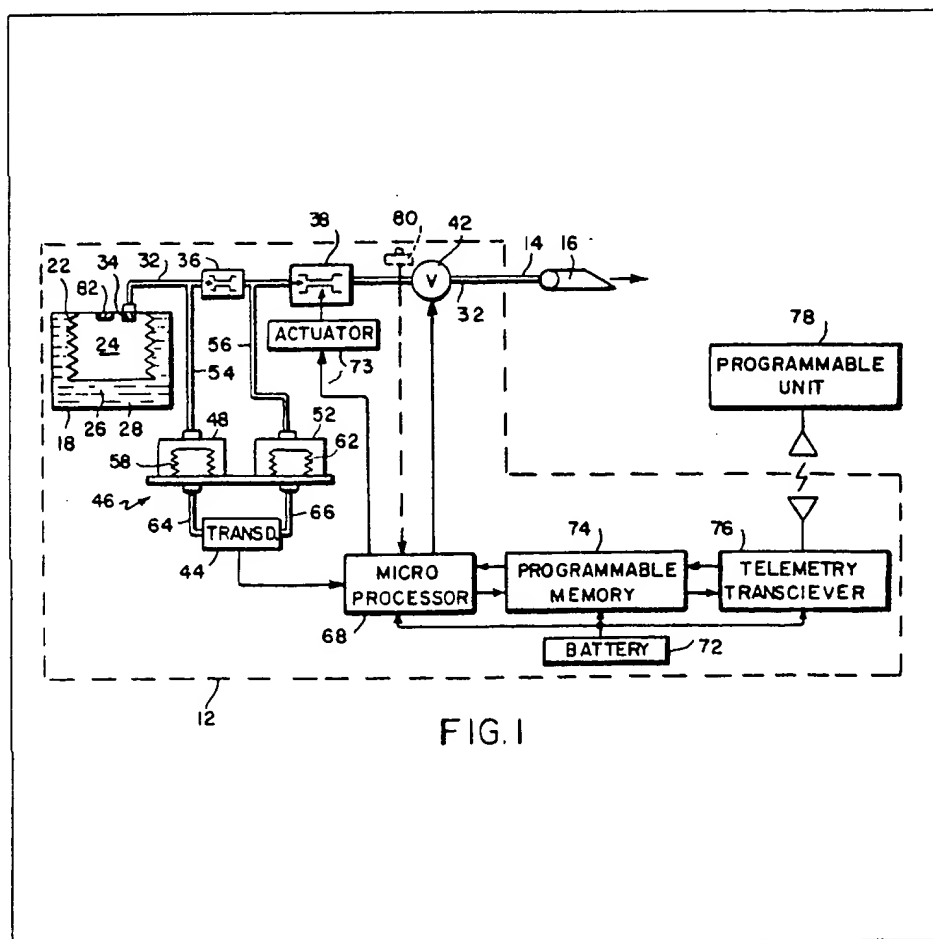 38
80
42
22
82
34
32
36
V
14
16
32
24
56
ACTUATOR
73
78
PROGRAMMABLE
UNIT
54
18
26
28
48
52
58
62
46
64
66
TRANSD.
44
74
76
MICRO
PROCESSOR
PROGRAMMABLE
MEMORY
TELEMETRY
TRANSCIEVER
68
BATTERY
72
12
FIG. 1